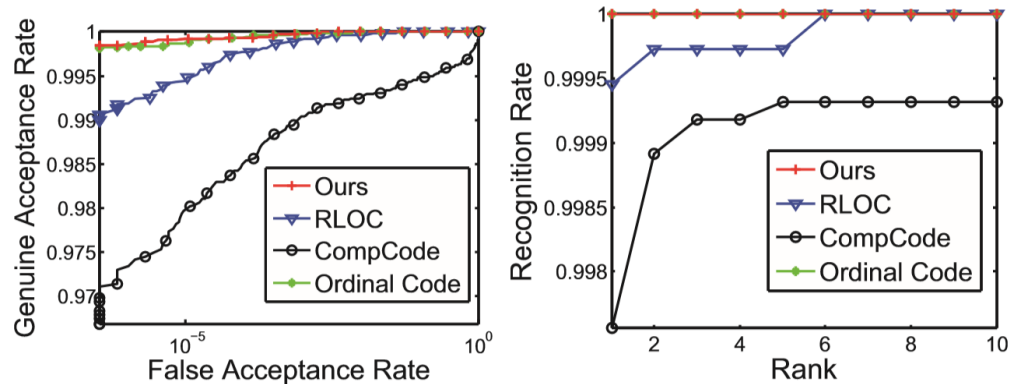 Genuine Acceptance Rate
1
0.995
0.99
0.985
0.98
0.975
0.97
10^-5
10^0
False Acceptance Rate
Ours
RLOC
CompCode
Ordinal Code
Recognition Rate
1
0.9995
0.999
0.9985
0.998
2
4
6
8
10
Rank
Ours
RLOC
CompCode
Ordinal Code